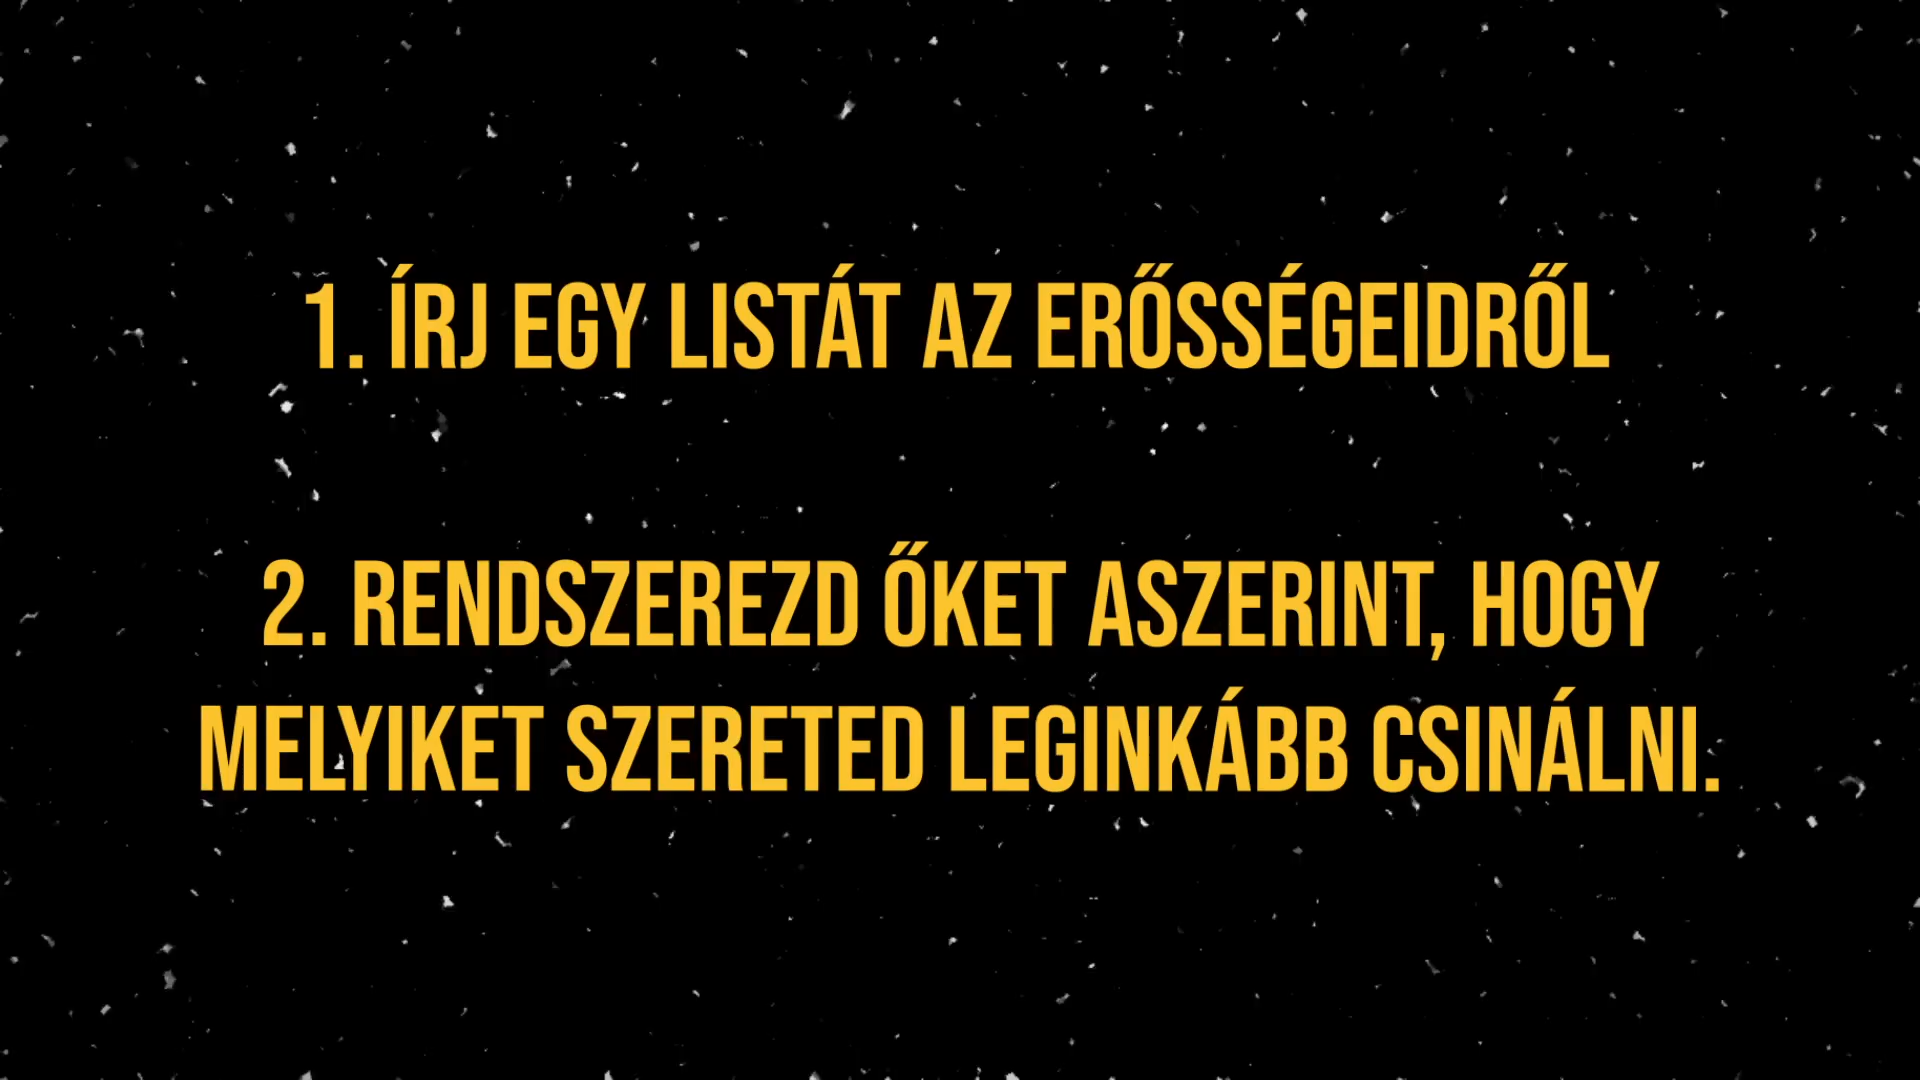 1. ÍRJ EGY LISTÁT AZ ERŐSSÉGEIDRŐL
2. RENDSZEREZD ŐKET ASZERINT, HOGY
MELYIKET SZERETED LEGINKÁBB CSINÁLNI.